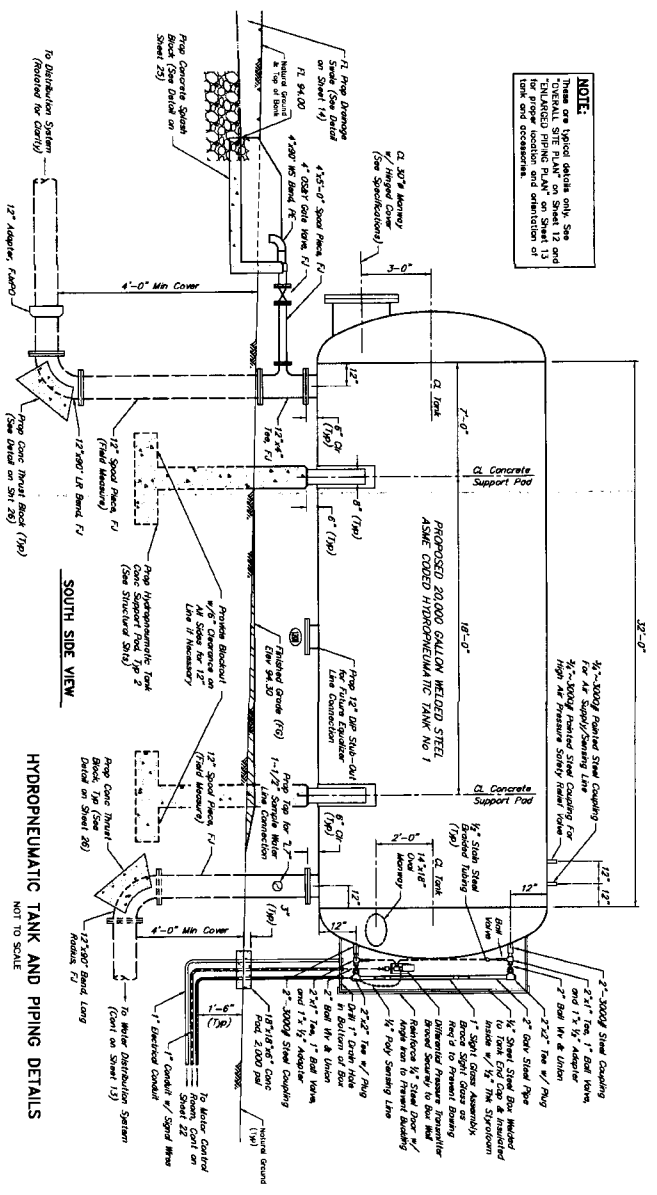 NOTE:
These are typical details only. See
"OVERALL SITE PLAN" on Sheet 12 and
"ENLARGED PIPING PLAN" on Sheet 13
for proper location and orientation of
tank and accessories.
CL 30"Ø Manway
w/ Hinged Cover
(See Specifications)
3'-0"
CL Tank
32'-0"
7'-0"
CL Concrete
Support Pad
18'-0"
CL Concrete
Support Pad
PROPOSED 20,000 GALLON WELDED STEEL
ASME CODED HYDROPNEUMATIC TANK No 1
3/4"~3000# Painted Steel Coupling
For Air Supply/Sensing Line
3/4"~3000# Painted Steel Coupling For
High Air Pressure Safety Relief Valve
12"
12"
12"
Ball
Valve
1/2" Stain Steel
Braided Tubing
(Typ)
CL Tank
2'-0"
14"x18"
Oval
Manway
12"
2"~3000# Steel Coupling
2"x1" Tee, 1" Ball Valve,
and 1"x 1/2" Adapter
2" Ball Vlv & Union
2"x2" Tee w/ Plug
2" Galv Steel Pipe
1/4" Sheet Steel Box Welded
to Tank End Cap & Insulated
Inside w/ 1/2" Thk Styrofoam
1" Sight Glass Assembly.
Brace Sight Glass as
Req'd to Prevent Bowing
Differential Pressure Transmitter
Braced Securely to Box Wall
Reinforce 1/4" Steel Door w/
Angle Iron to Prevent Buckling
1/4" Poly Sensing Line
2"x2" Tee w/ Plug
Drill 1" Drain Hole
in Bottom of Box
2" Ball Vlv & Union
2"x1" Tee, 1" Ball Valve,
and 1"x 1/2" Adapter
2"~3000# Steel Coupling
18"x18"x6" Conc
Pad, 2,000 psi
Natural Ground
(Typ)
1'-6"
(Typ)
To Motor Control
Room, Cont on
Sheet 22
1" Conduit w/ Signal Wires
1" Electrical Conduit
FL Prop Drainage
Swale (See Detail
on Sheet 14)
Natural Ground
& Top of Bank
FL 94.00
4"x5'-0" Spool Piece, FJ
4" OS&Y Gate Valve, FJ
4"x90° WS Bend, PE
Prop Concrete Splash
Block (See Detail on
Sheet 25)
12"
12"x4"
Tee, FJ
6" Clr
(Typ)
8" (Typ)
6" (Typ)
Prop 12" DIP Stub-Out
for Future Equalizer
Line Connection
Finished Grade (FG)
Elev 94.30
Provide Blockout
w/6" Clearance on
All Sides for 12"
Line if Necessary
6" Clr
(Typ)
12"
3"
(Typ)
1-1/2" Sample Water
Line Connection
12" Spool Piece, FJ
(Field Measure)
Prop Conc Thrust
Block, Typ (See
Detail on Sheet 26)
4'-0" Min Cover
12"x90° Bend, Long
Radius, FJ
To Water Distribution System
(Cont on Sheet 13)
4'-0" Min Cover
To Distribution System
(Rotated for Clarity)
12" Adapter, FJxPO
Prop Conc Thrust Block (Typ)
(See Detail on Sht 26)
12"x90° LR Bend, FJ
12" Spool Piece, FJ
(Field Measure)
Prop Hydropneumatic Tank
Conc Support Pad, Typ 2
(See Structural Shts)
SOUTH SIDE VIEW
HYDROPNEUMATIC TANK AND PIPING DETAILS
NOT TO SCALE